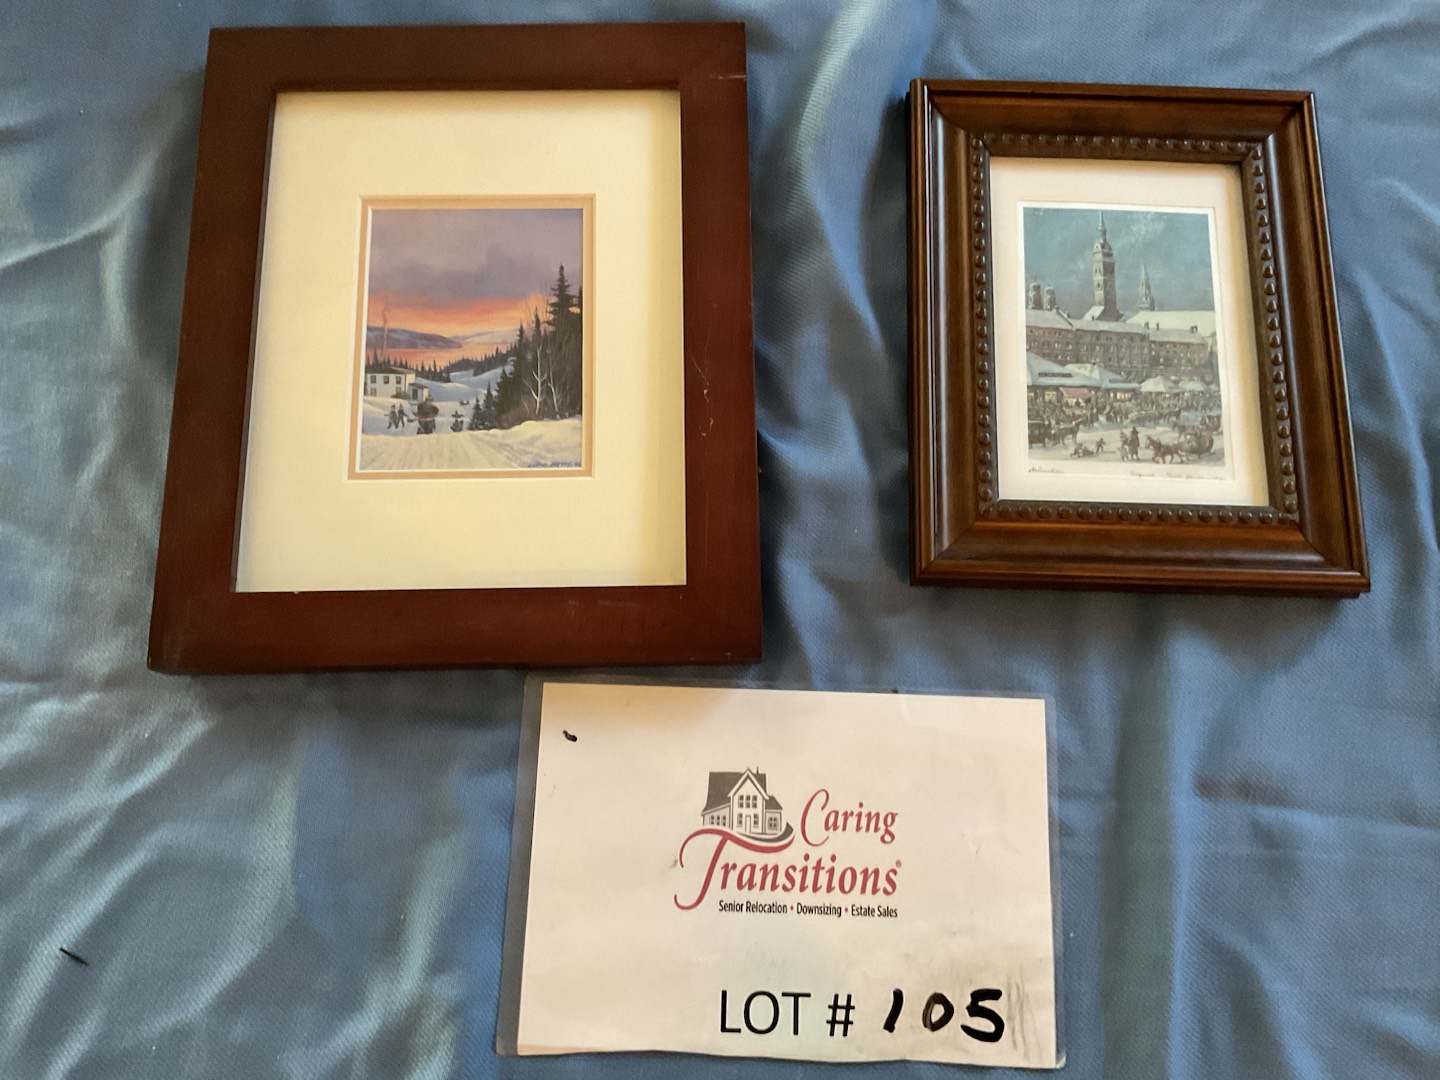 Caring
Transitions®
Senior Relocation • Downsizing • Estate Sales
LOT # 105